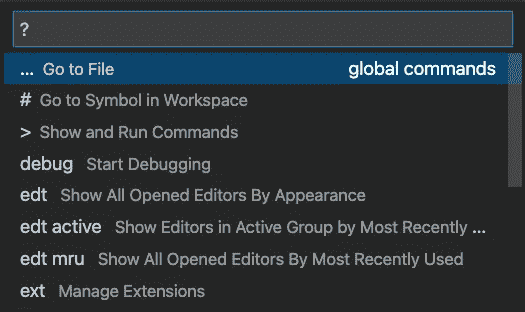 ?
... Go to File global commands
# Go to Symbol in Workspace
> Show and Run Commands
debug Start Debugging
edt Show All Opened Editors By Appearance
edt active Show Editors in Active Group by Most Recently ...
edt mru Show All Opened Editors By Most Recently Used
ext Manage Extensions